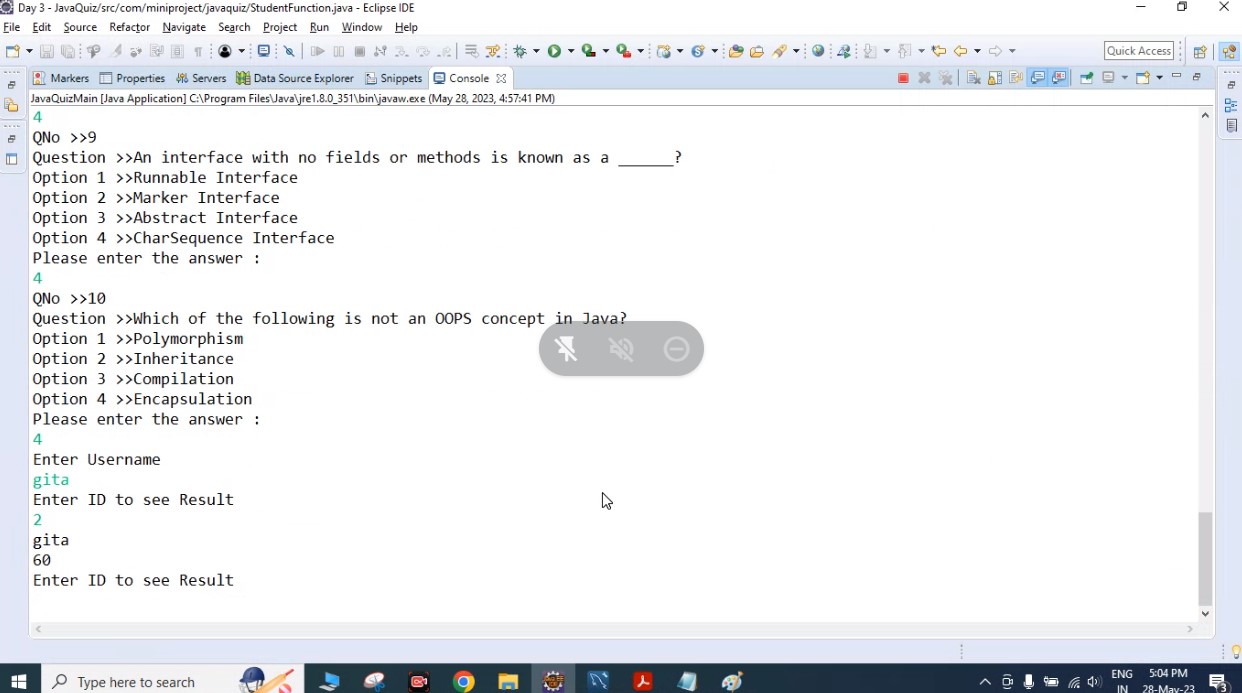 Day 3 - JavaQuiz/src/com/miniproject/javaquiz/StudentFunction.java - Eclipse IDE
File Edit Source Refactor Navigate Search Project Run Window Help
Quick Access
Markers Properties Servers Data Source Explorer Snippets Console
JavaQuizMain [Java Application] C:\Program Files\Java\jre1.8.0_351\bin\javaw.exe (May 28, 2023, 4:57:41 PM)
4
QNo >>9
Question >>An interface with no fields or methods is known as a ______?
Option 1 >>Runnable Interface
Option 2 >>Marker Interface
Option 3 >>Abstract Interface
Option 4 >>CharSequence Interface
Please enter the answer :
4
QNo >>10
Question >>Which of the following is not an OOPS concept in Java?
Option 1 >>Polymorphism
Option 2 >>Inheritance
Option 3 >>Compilation
Option 4 >>Encapsulation
Please enter the answer :
4
Enter Username
gita
Enter ID to see Result
2
gita
60
Enter ID to see Result
Type here to search
ENG
IN
5:04 PM
28-May-23
3